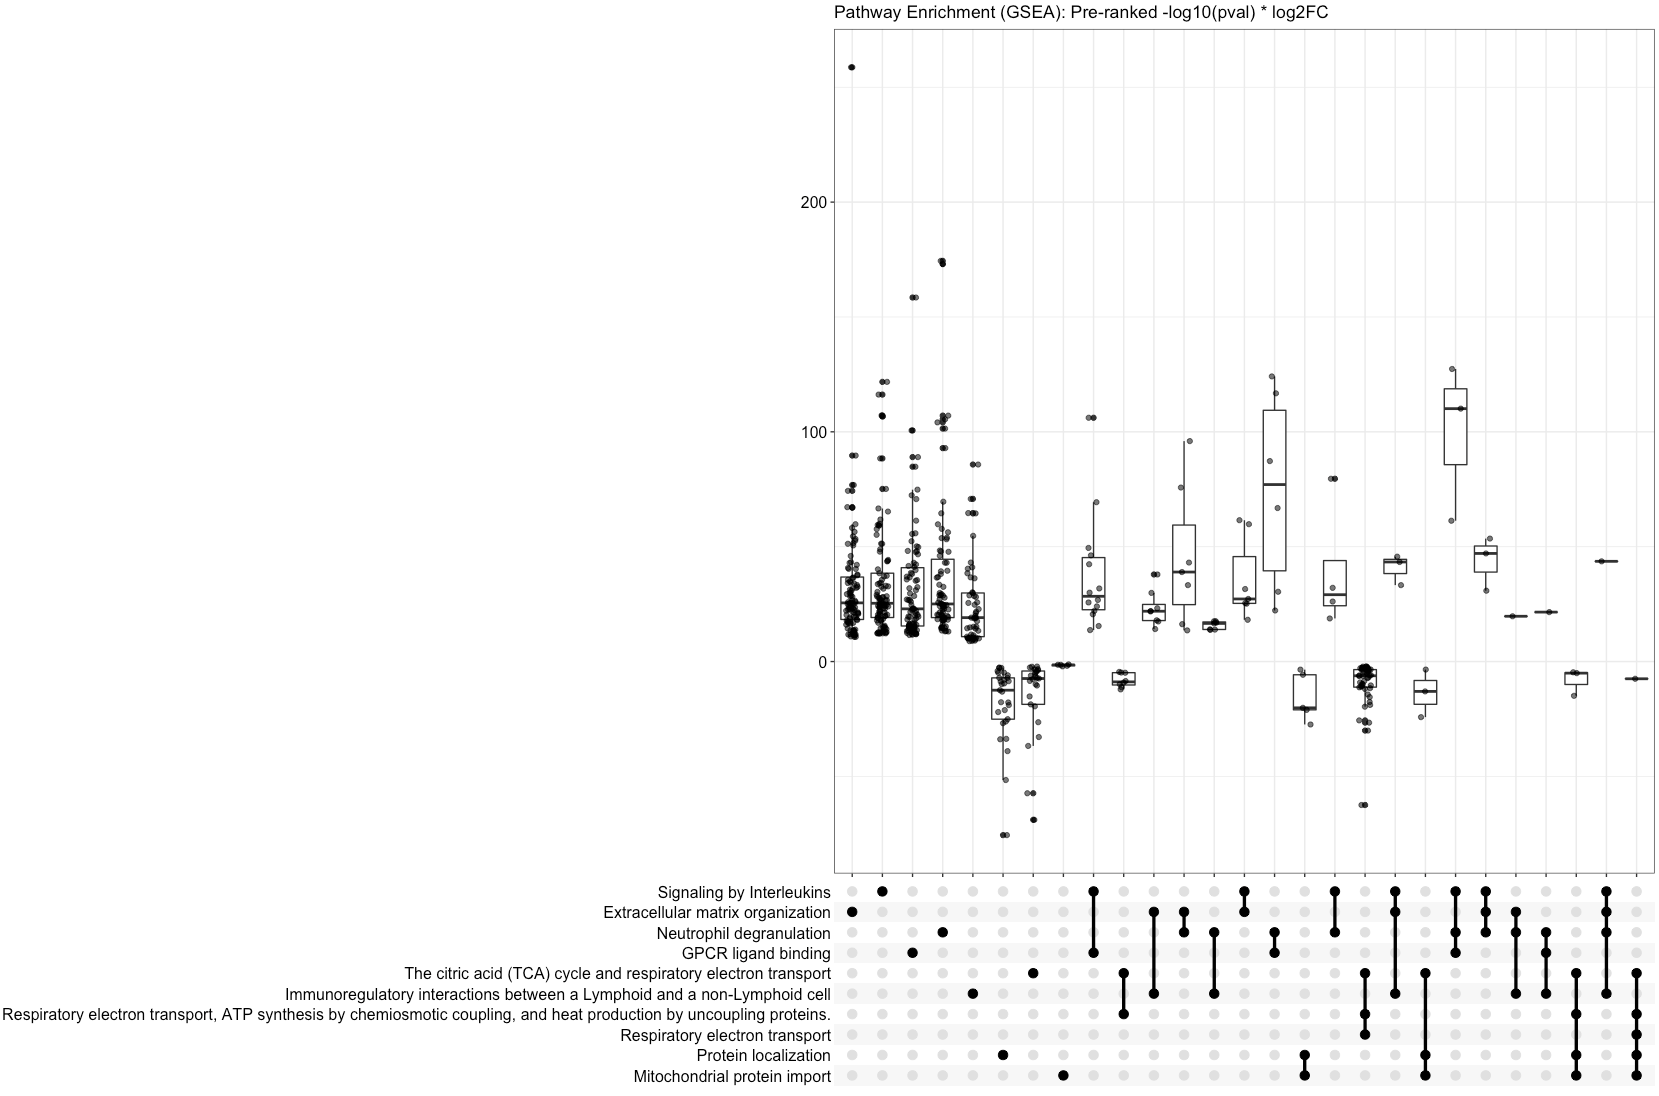 Pathway Enrichment (GSEA): Pre-ranked -log10(pval) * log2FC
200
100
0
Signaling by Interleukins
Extracellular matrix organization
Neutrophil degranulation
GPCR ligand binding
The citric acid (TCA) cycle and respiratory electron transport
Immunoregulatory interactions between a Lymphoid and a non-Lymphoid cell
Respiratory electron transport, ATP synthesis by chemiosmotic coupling, and heat production by uncoupling proteins.
Respiratory electron transport
Protein localization
Mitochondrial protein import